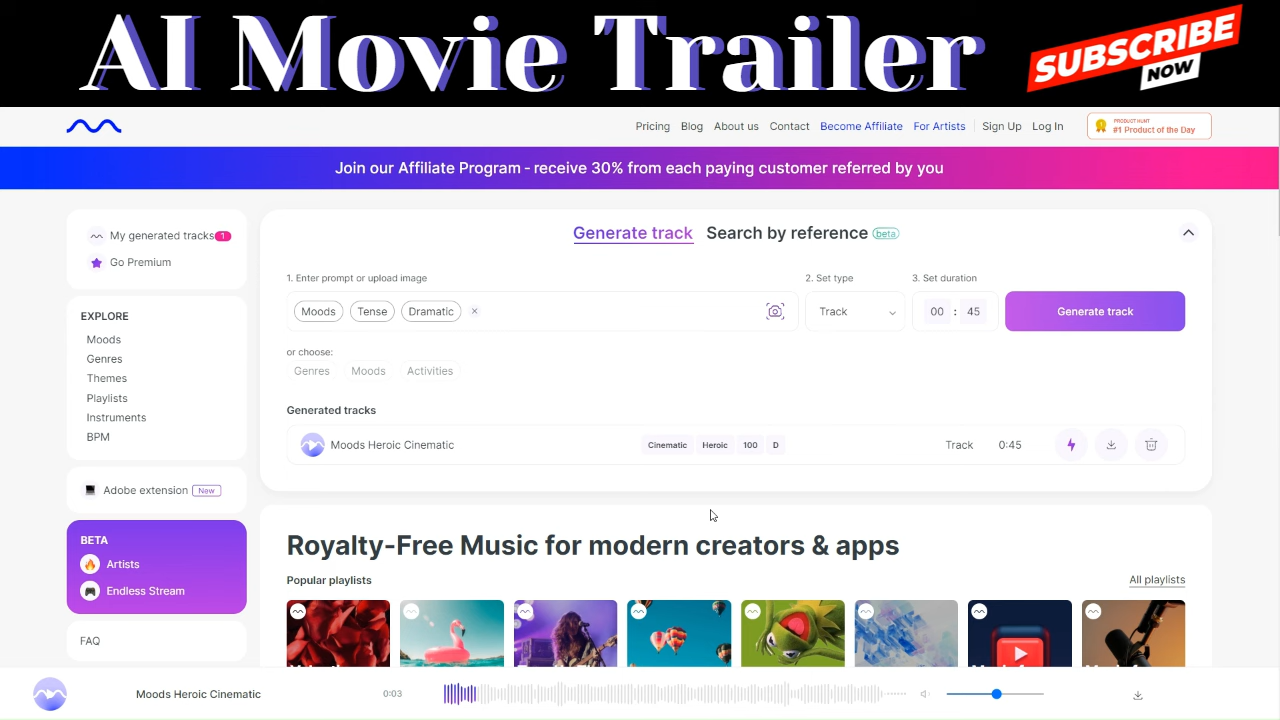 AI Movie Trailer
SUBSCRIBE
NOW
Pricing Blog About us Contact Become Affiliate For Artists Sign Up Log In
PRODUCT HUNT
#1 Product of the Day
Join our Affiliate Program - receive 30% from each paying customer referred by you
My generated tracks 1
Go Premium
EXPLORE
Moods
Genres
Themes
Playlists
Instruments
BPM
Adobe extension New
BETA
Artists
Endless Stream
FAQ
Generate track Search by reference beta
1. Enter prompt or upload image 2. Set type 3. Set duration
Moods Tense Dramatic × Track 00 : 45 Generate track
or choose:
Genres Moods Activities
Generated tracks
Moods Heroic Cinematic Cinematic Heroic 100 D Track 0:45
Royalty-Free Music for modern creators & apps
Popular playlists All playlists
Moods Heroic Cinematic 0:03